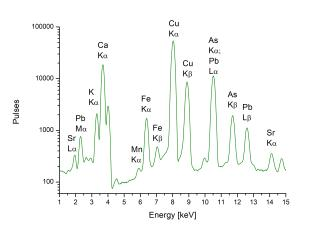 Cu
Kα
As
Kα;
Pb
Lα
Ca
Kα
Cu
Kβ
K
Kα
As
Kβ
Fe
Kα
Pb
Lβ
Pb
Mα
Fe
Kβ
Sr
Lα
Mn
Kα
Sr
Kα
100000
10000
1000
100
Pulses
1 2 3 4 5 6 7 8 9 10 11 12 13 14 15
Energy [keV]